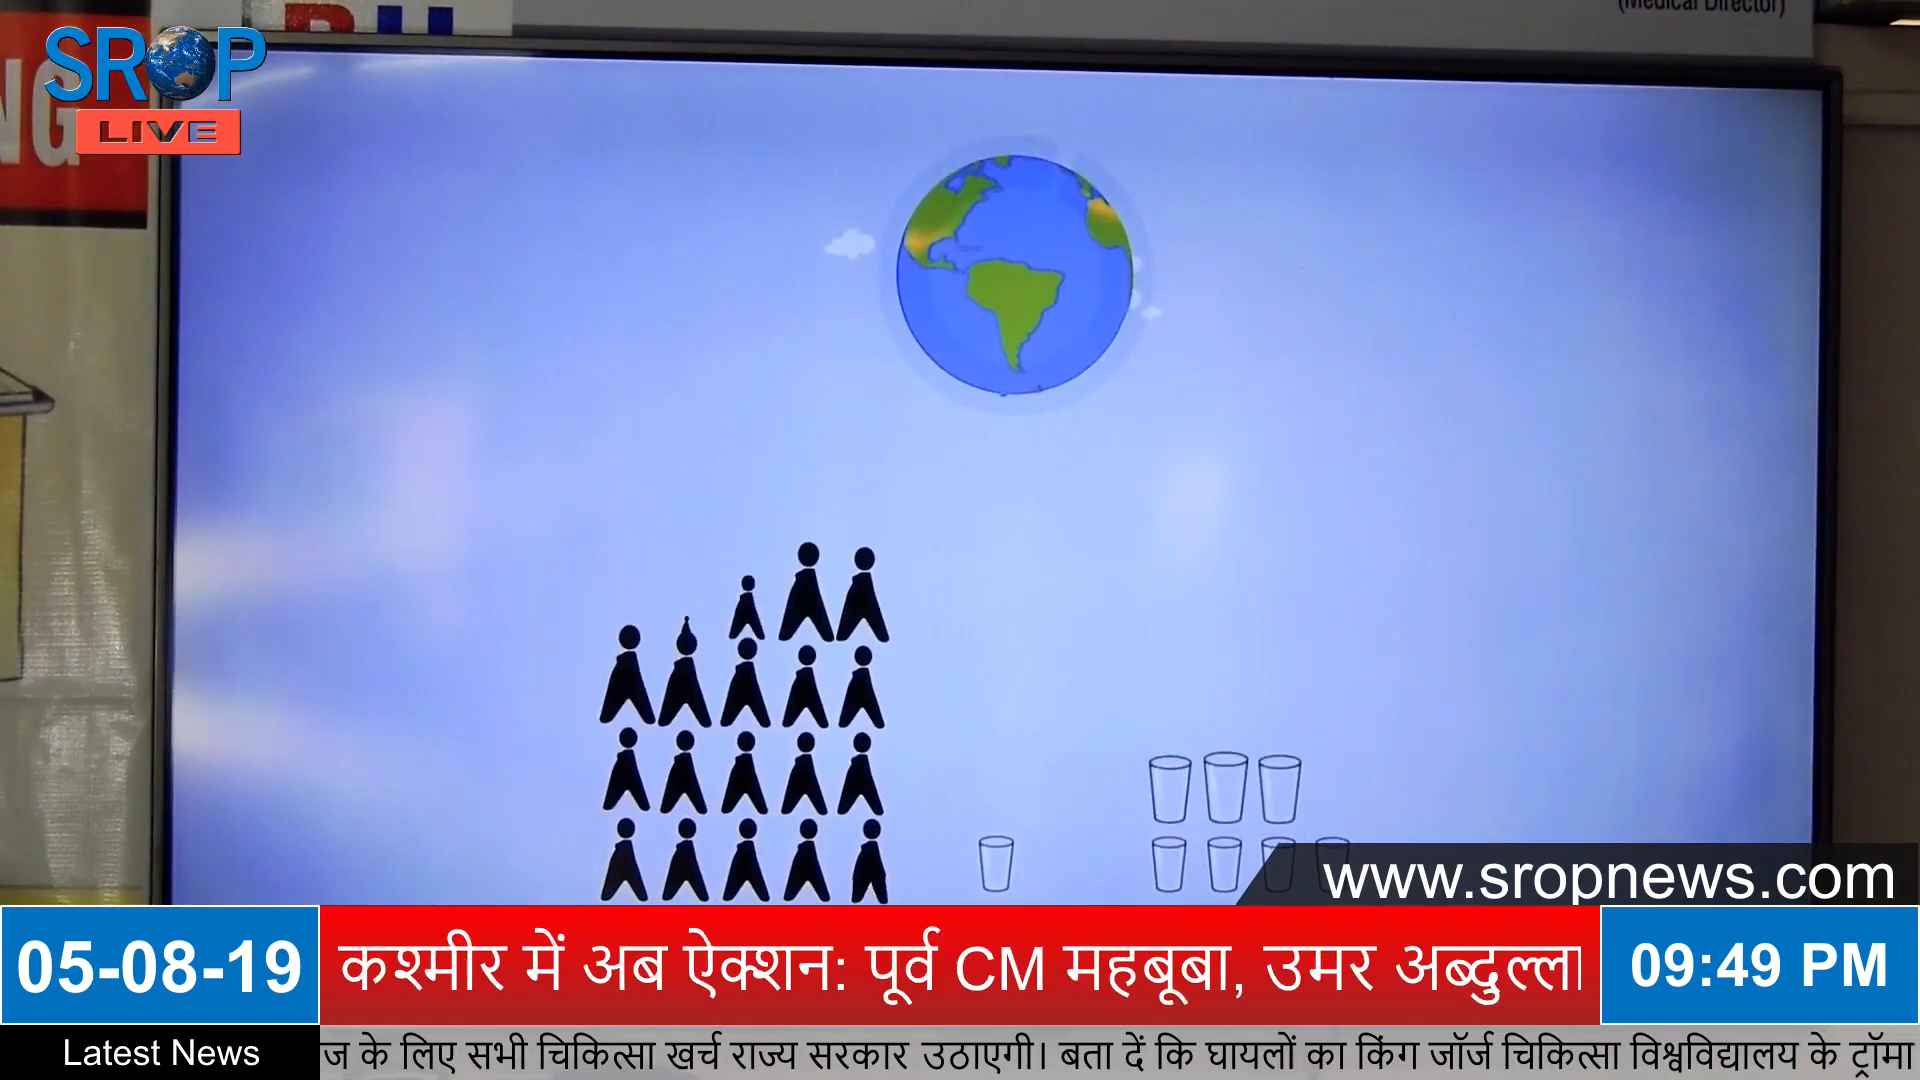 (Medical Director)
SROP
LIVE
NG
www.sropnews.com
05-08-19
कश्मीर में अब ऐक्शन: पूर्व CM महबूबा, उमर अब्दुल्ला
09:49 PM
Latest News
ज के लिए सभी चिकित्सा खर्च राज्य सरकार उठाएगी। बता दें कि घायलों का किंग जॉर्ज चिकित्सा विश्वविद्यालय के ट्रॉमा